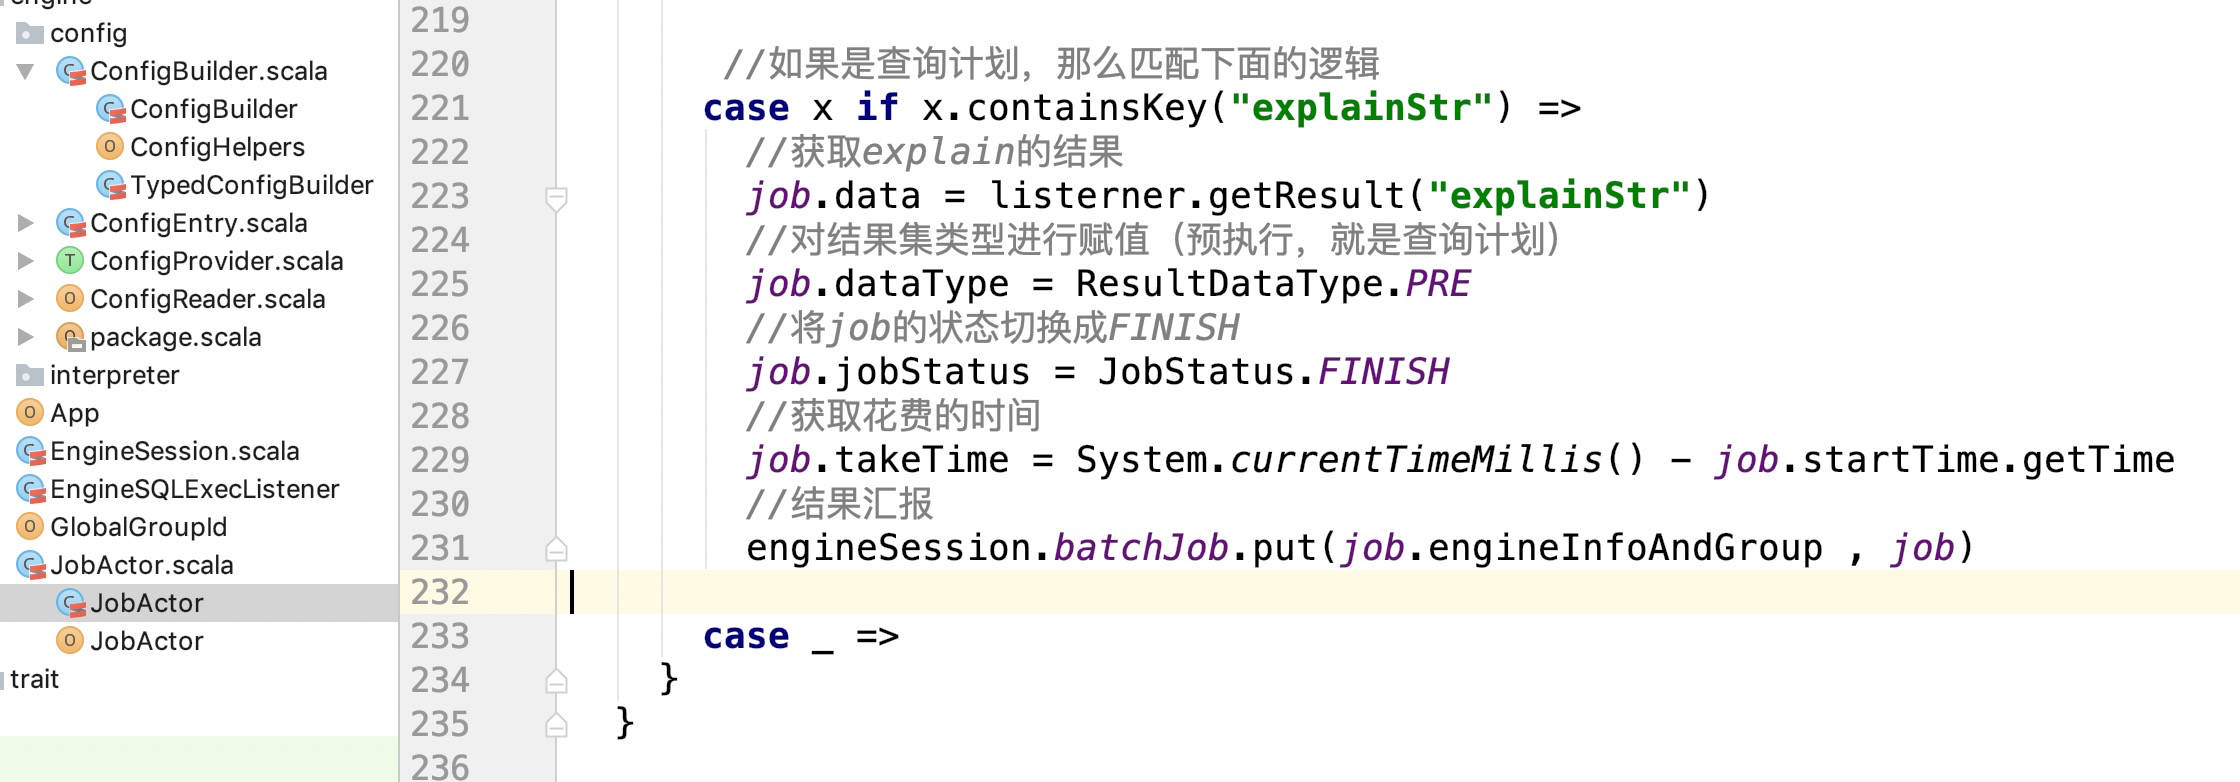 config
ConfigBuilder.scala
ConfigBuilder
ConfigHelpers
TypedConfigBuilder
ConfigEntry.scala
ConfigProvider.scala
ConfigReader.scala
package.scala
interpreter
App
EngineSession.scala
EngineSQLExecListener
GlobalGroupId
JobActor.scala
JobActor
JobActor
trait
219
220 //如果是查询计划，那么匹配下面的逻辑
221 case x if x.containsKey("explainStr") =>
222 //获取explain的结果
223 job.data = listerner.getResult("explainStr")
224 //对结果集类型进行赋值（预执行，就是查询计划）
225 job.dataType = ResultDataType.PRE
226 //将job的状态切换成FINISH
227 job.jobStatus = JobStatus.FINISH
228 //获取花费的时间
229 job.takeTime = System.currentTimeMillis() - job.startTime.getTime
230 //结果汇报
231 engineSession.batchJob.put(job.engineInfoAndGroup , job)
232
233 case _ =>
234 }
235 }
236